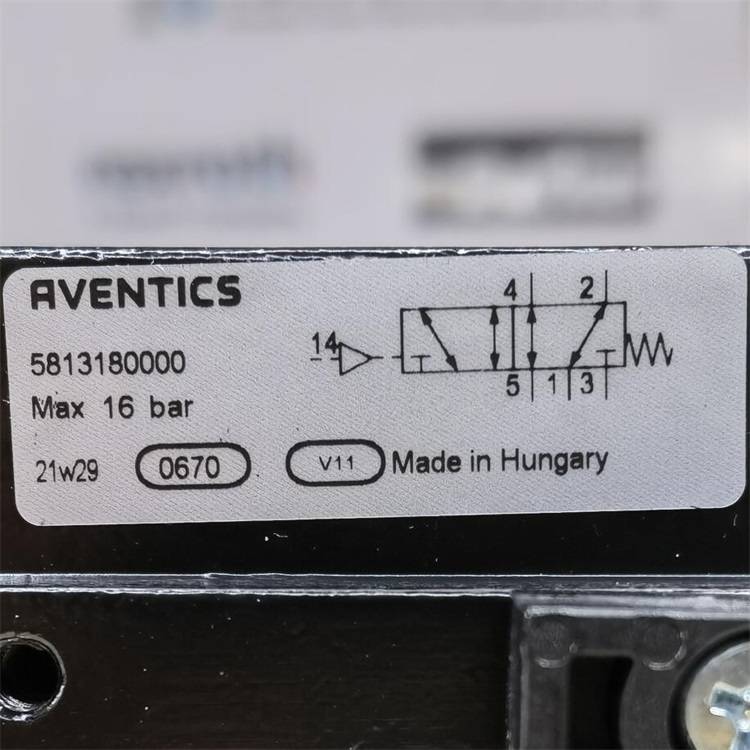 AVENTICS
5813180000
Max 16 bar
21w29 0670 V11 Made in Hungary
14 4 2
5 1 3